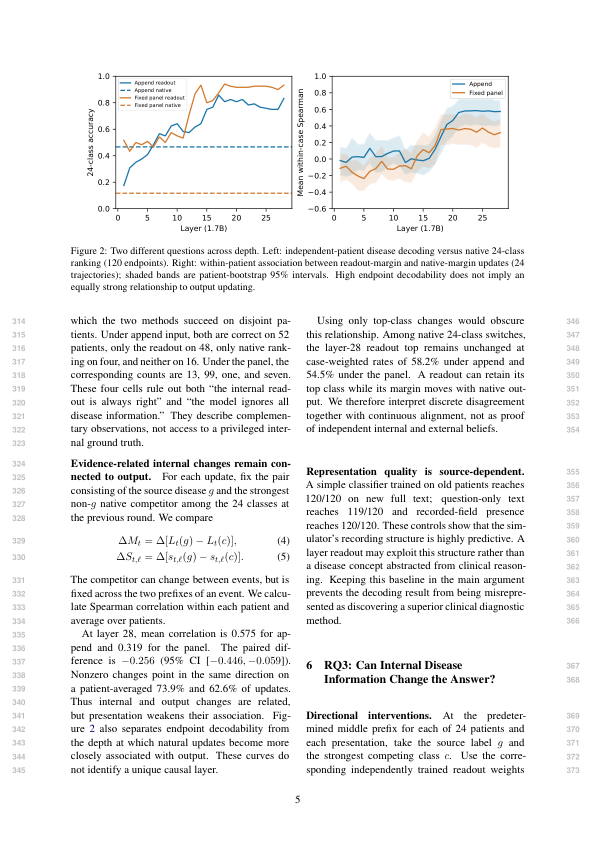 1.0
0.8
0.6
0.4
0.2
0.0
24-class accuracy
0 5 10 15 20 25
Layer (1.7B)
Append readout
Append native
Fixed panel readout
Fixed panel native
1.0
0.8
0.6
0.4
0.2
0.0
−0.2
−0.4
−0.6
Mean within-case Spearman
0 5 10 15 20 25
Layer (1.7B)
Append
Fixed panel
Figure 2: Two different questions across depth. Left: independent-patient disease decoding versus native 24-class
ranking (120 endpoints). Right: within-patient association between readout-margin and native-margin updates (24
trajectories); shaded bands are patient-bootstrap 95% intervals. High endpoint decodability does not imply an
equally strong relationship to output updating.
314 which the two methods succeed on disjoint pa-
315 tients. Under append input, both are correct on 52
316 patients, only the readout on 48, only native rank-
317 ing on four, and neither on 16. Under the panel, the
318 corresponding counts are 13, 99, one, and seven.
319 These four cells rule out both “the internal read-
320 out is always right” and “the model ignores all
321 disease information.” They describe complemen-
322 tary observations, not access to a privileged inter-
323 nal ground truth.
324 Evidence-related internal changes remain con-
325 nected to output. For each update, fix the pair
326 consisting of the source disease g and the strongest
327 non-g native competitor among the 24 classes at
328 the previous round. We compare
329 ΔMₜ = Δ[Lₜ(g) − Lₜ(c)], (4)
330 ΔSₜ,ℓ = Δ[sₜ,ℓ(g) − sₜ,ℓ(c)]. (5)
331 The competitor can change between events, but is
332 fixed across the two prefixes of an event. We calcu-
333 late Spearman correlation within each patient and
334 average over patients.
335 At layer 28, mean correlation is 0.575 for ap-
336 pend and 0.319 for the panel. The paired dif-
337 ference is −0.256 (95% CI [−0.446, −0.059]).
338 Nonzero changes point in the same direction on
339 a patient-averaged 73.9% and 62.6% of updates.
340 Thus internal and output changes are related,
341 but presentation weakens their association. Fig-
342 ure 2 also separates endpoint decodability from
343 the depth at which natural updates become more
344 closely associated with output. These curves do
345 not identify a unique causal layer.
346 Using only top-class changes would obscure
347 this relationship. Among native 24-class switches,
348 the layer-28 readout top remains unchanged at
349 case-weighted rates of 58.2% under append and
350 54.5% under the panel. A readout can retain its
351 top class while its margin moves with native out-
352 put. We therefore interpret discrete disagreement
353 together with continuous alignment, not as proof
354 of independent internal and external beliefs.
355 Representation quality is source-dependent.
356 A simple classifier trained on old patients reaches
357 120/120 on new full text; question-only text
358 reaches 119/120 and recorded-field presence
359 reaches 120/120. These controls show that the sim-
360 ulator’s recording structure is highly predictive. A
361 layer readout may exploit this structure rather than
362 a disease concept abstracted from clinical reason-
363 ing. Keeping this baseline in the main argument
364 prevents the decoding result from being misrepre-
365 sented as discovering a superior clinical diagnostic
366 method.
367 6 RQ3: Can Internal Disease
368 Information Change the Answer?
369 Directional interventions. At the predeter-
370 mined middle prefix for each of 24 patients and
371 each presentation, take the source label g and
372 the strongest competing class c. Use the corre-
373 sponding independently trained readout weights
5